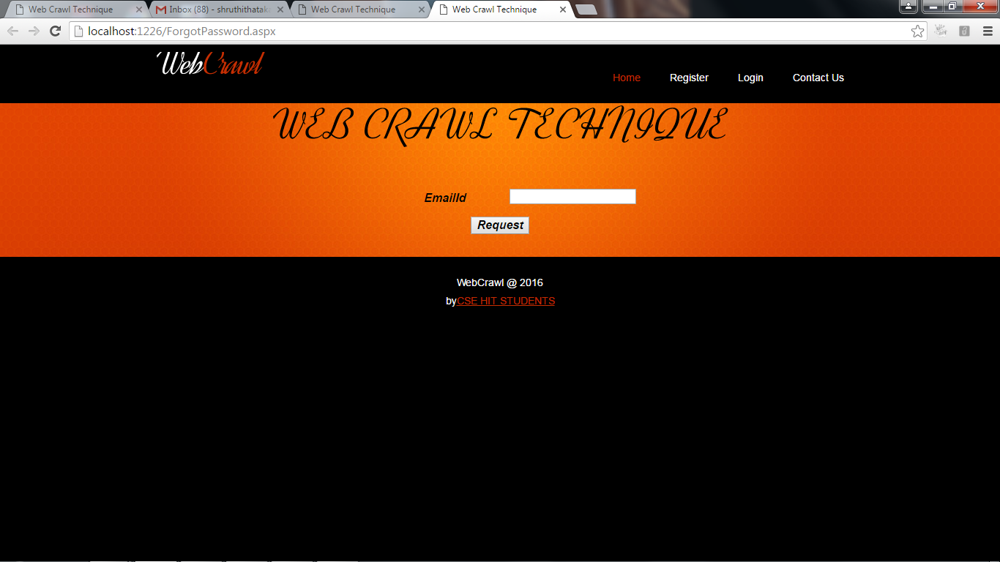 Web Crawl Technique
Inbox (88) - shruthithatak
Web Crawl Technique
Web Crawl Technique
localhost:1226/ForgotPassword.aspx
WebCrawl
Home Register Login Contact Us
WEB CRAWL TECHNIQUE
EmailId
Request
WebCrawl @ 2016
byCSE HIT STUDENTS